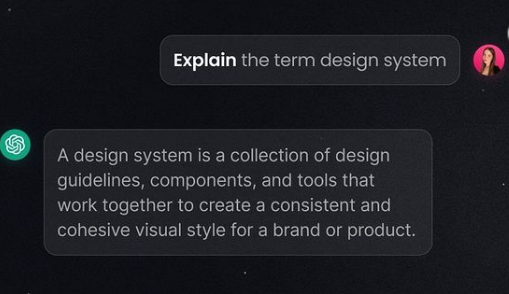 Explain the term design system
A design system is a collection of design
guidelines, components, and tools that
work together to create a consistent and
cohesive visual style for a brand or product.